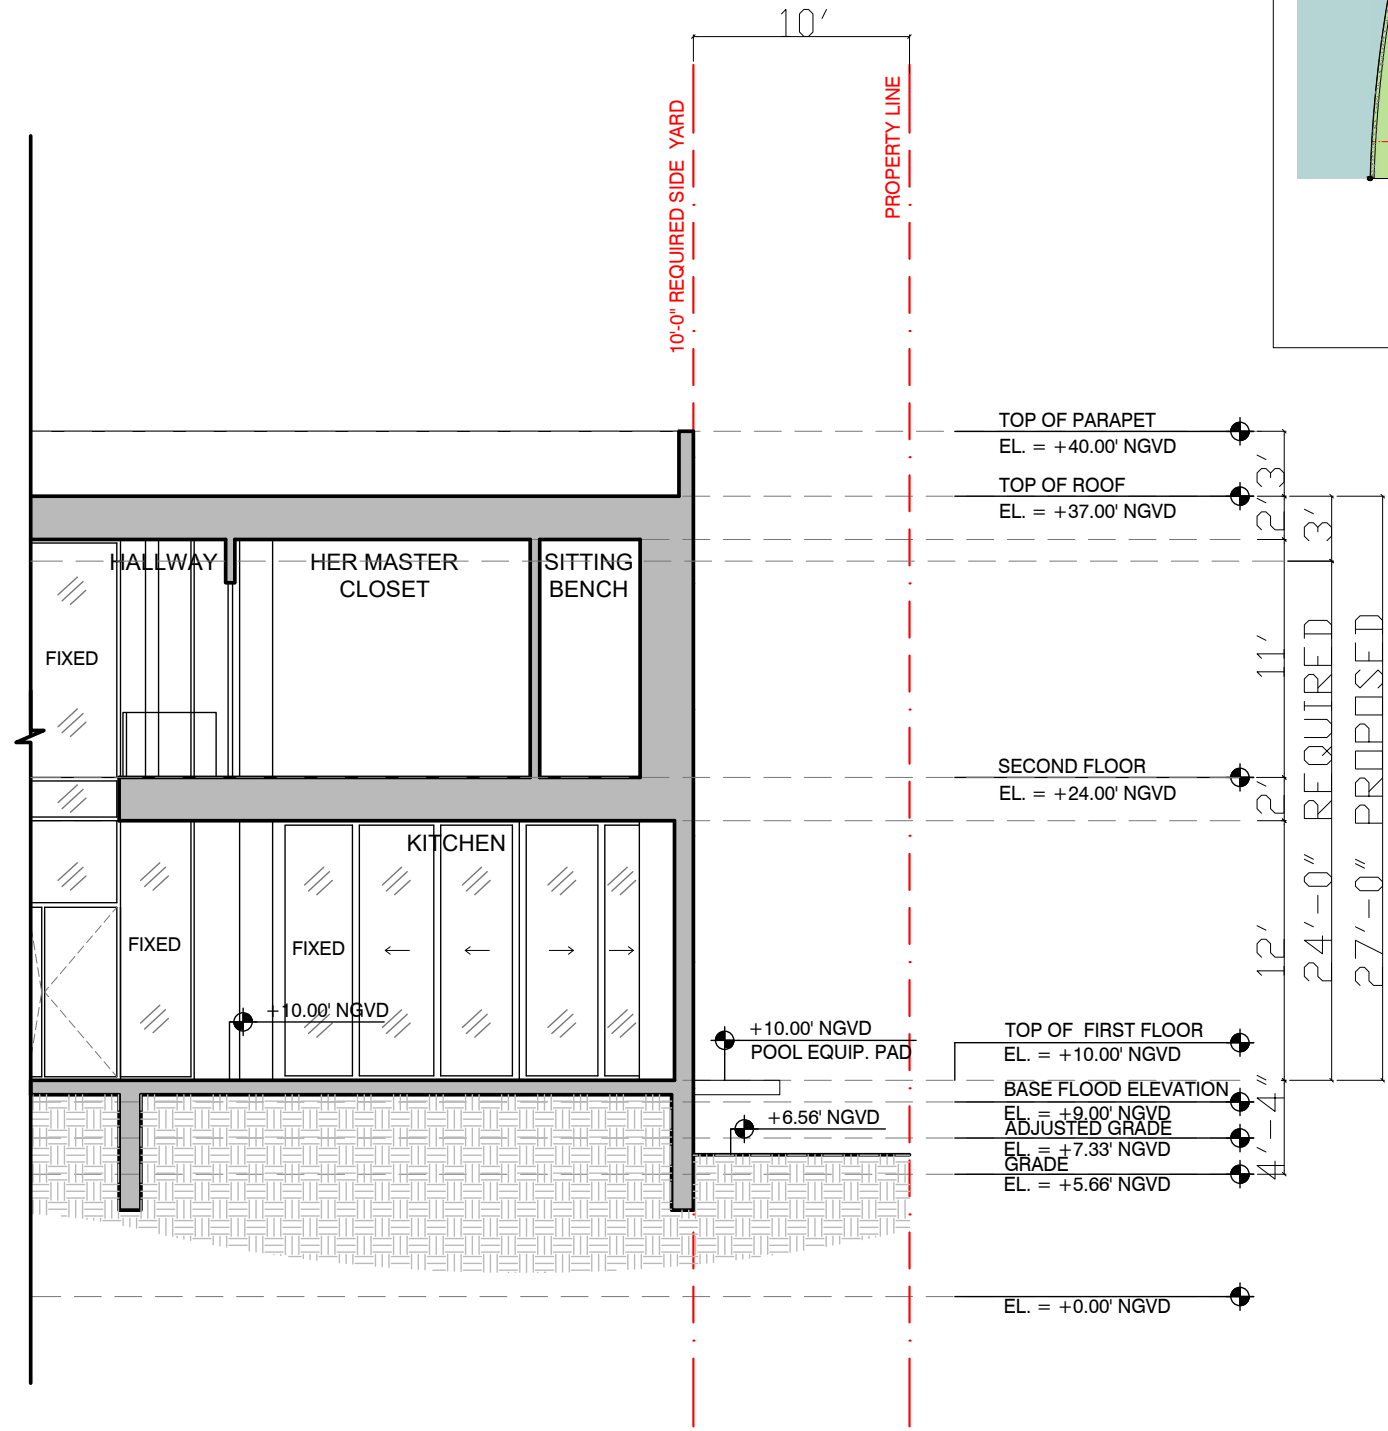 10'
10'-0" REQUIRED SIDE YARD
PROPERTY LINE
TOP OF PARAPET
EL. = +40.00' NGVD
3'
TOP OF ROOF
EL. = +37.00' NGVD
2'
3'
HALLWAY
HER MASTER
CLOSET
SITTING
BENCH
FIXED
11'
24'-0" REQUIRED
27'-0" PROPOSED
SECOND FLOOR
EL. = +24.00' NGVD
2'
KITCHEN
FIXED
FIXED
12'
+10.00' NGVD
+10.00' NGVD
POOL EQUIP. PAD
TOP OF FIRST FLOOR
EL. = +10.00' NGVD
BASE FLOOD ELEVATION
EL. = +9.00' NGVD
+6.56' NGVD
ADJUSTED GRADE
EL. = +7.33' NGVD
4'-4"
GRADE
EL. = +5.66' NGVD
EL. = +0.00' NGVD